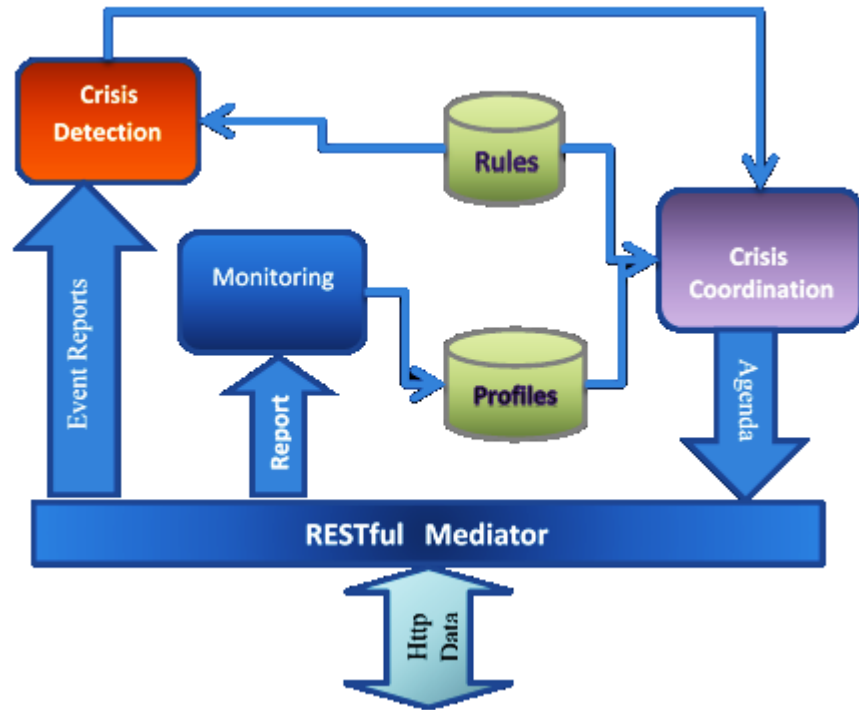 Crisis
Detection
Rules
Monitoring
Crisis
Coordination
Profiles
Event Reports
Report
Agenda
RESTful Mediator
Http
Data